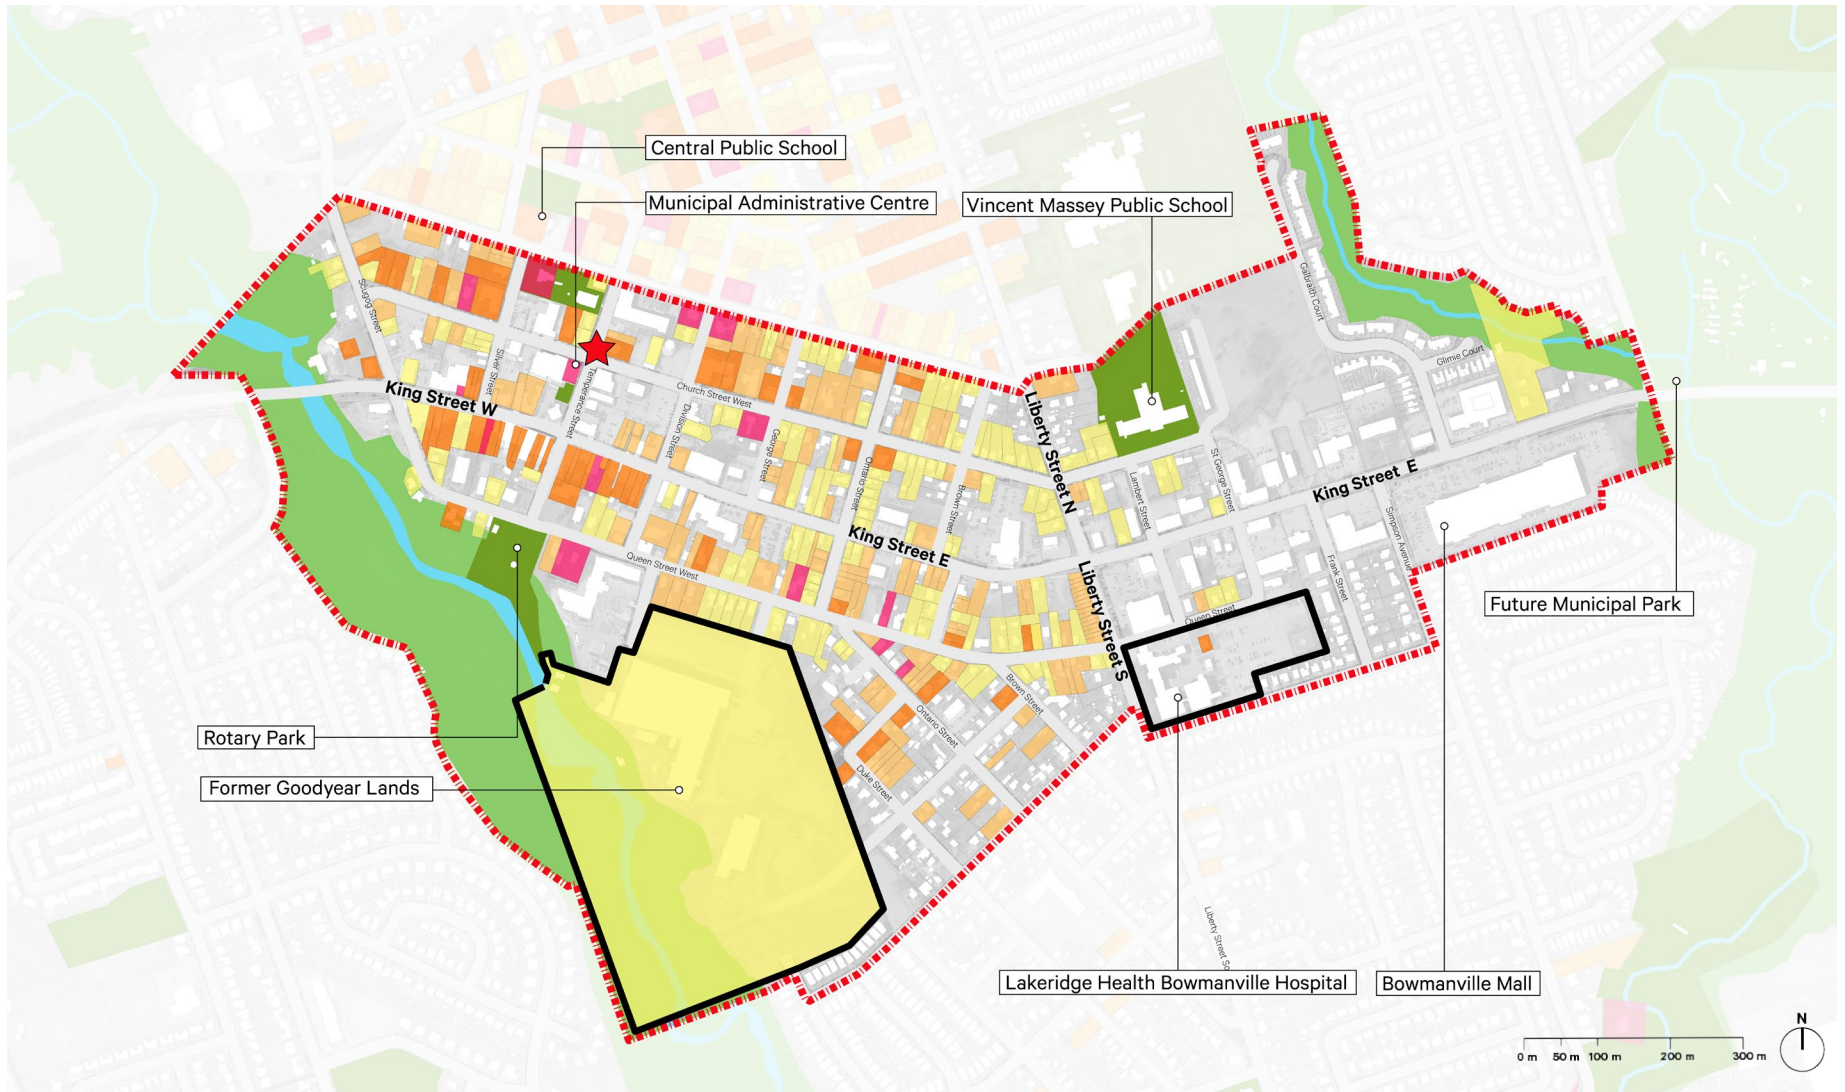 Central Public School
Municipal Administrative Centre
Vincent Massey Public School
Scugog Street
Galbraith Court
Silver Street
Temperance Street
Glimie Court
King Street W
Church Street West
Division Street
George Street
Ontario Street
Liberty Street N
Brown Street
Lambert Street
St George Street
King Street E
King Street E
Simpson Avenue
Queen Street West
Frank Street
Liberty Street S
Queen Street
Future Municipal Park
Brown Street
Ontario Street
Rotary Park
Former Goodyear Lands
Duke Street
Liberty Street So
Lakeridge Health Bowmanville Hospital
Bowmanville Mall
N
0 m 50 m 100 m 200 m 300 m